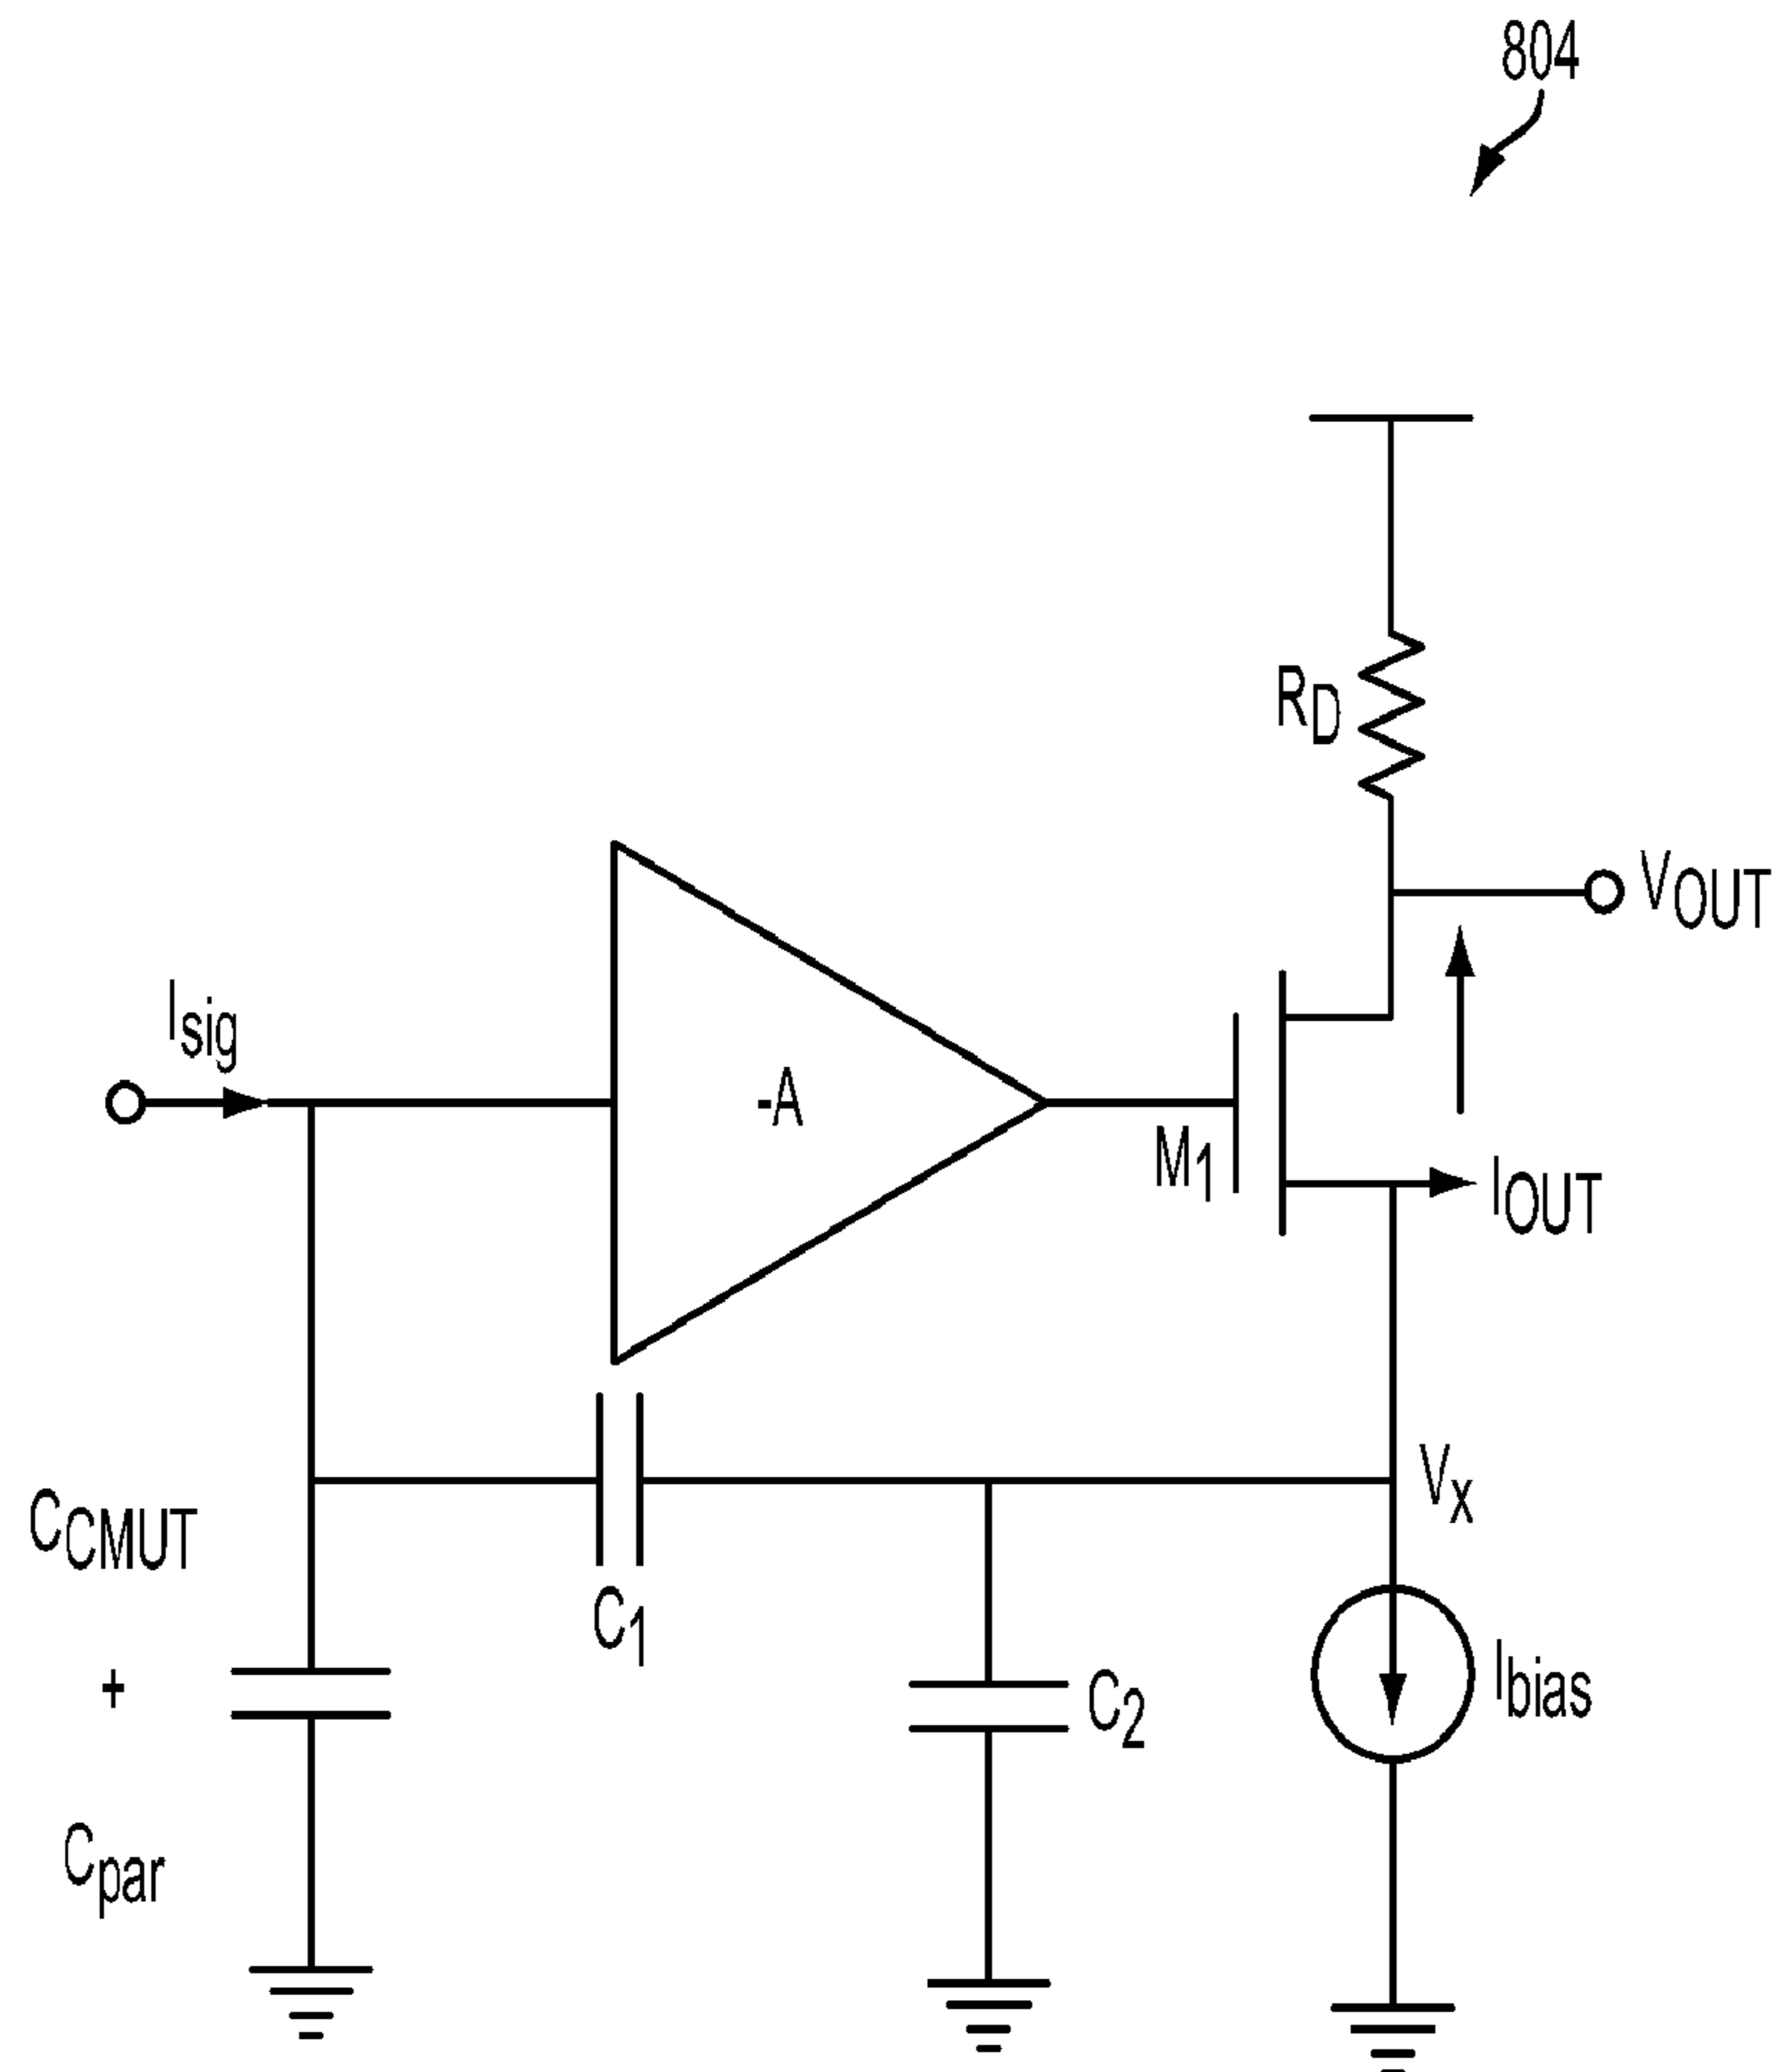 804
R_D
V_OUT
I_sig
-A
M_1
I_OUT
V_X
C_CMUT
+
C_par
C_1
C_2
I_bias